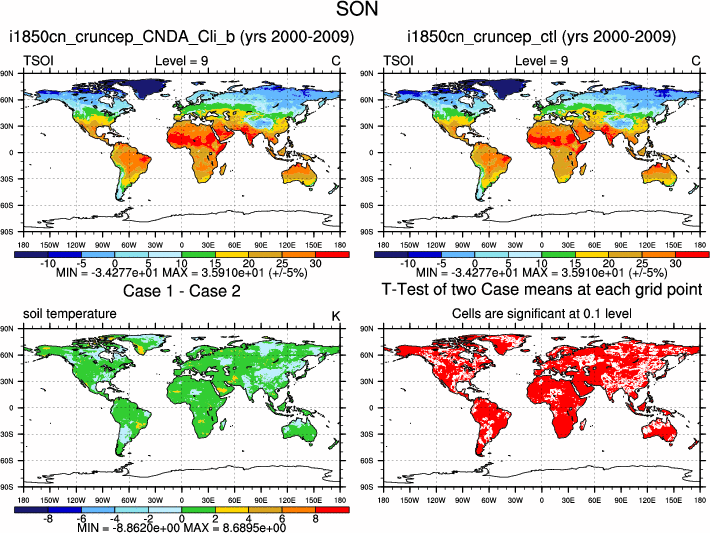 SON
i1850cn_cruncep_CNDA_Cli_b (yrs 2000-2009)
i1850cn_cruncep_ctl (yrs 2000-2009)
TSOI Level = 9 C
TSOI Level = 9 C
90N
60N
30N
0
30S
60S
90S
180 150W 120W 90W 60W 30W 0 30E 60E 90E 120E 150E 180
-10 -5 0 5 10 15 20 25 30
MIN = -3.4277e+01 MAX = 3.5910e+01 (+/-5%)
90N
60N
30N
0
30S
60S
90S
180 150W 120W 90W 60W 30W 0 30E 60E 90E 120E 150E 180
-10 -5 0 5 10 15 20 25 30
MIN = -3.4277e+01 MAX = 3.5910e+01 (+/-5%)
Case 1 - Case 2
T-Test of two Case means at each grid point
soil temperature K
Cells are significant at 0.1 level
90N
60N
30N
0
30S
60S
90S
180 150W 120W 90W 60W 30W 0 30E 60E 90E 120E 150E 180
-8 -6 -4 -2 0 2 4 6 8
MIN = -8.8620e+00 MAX = 8.6895e+00
90N
60N
30N
0
30S
60S
90S
180 150W 120W 90W 60W 30W 0 30E 60E 90E 120E 150E 180